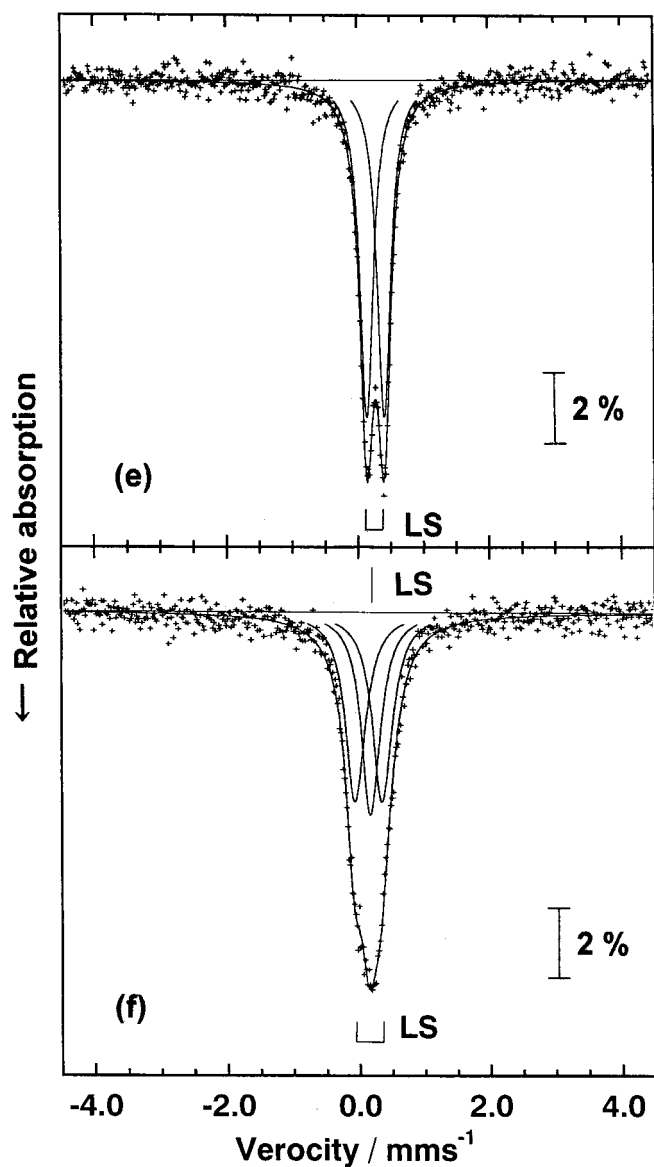 ← Relative absorption
2 %
(e)
LS
LS
2 %
(f)
LS
-4.0 -2.0 0.0 2.0 4.0
Verocity / mms⁻¹